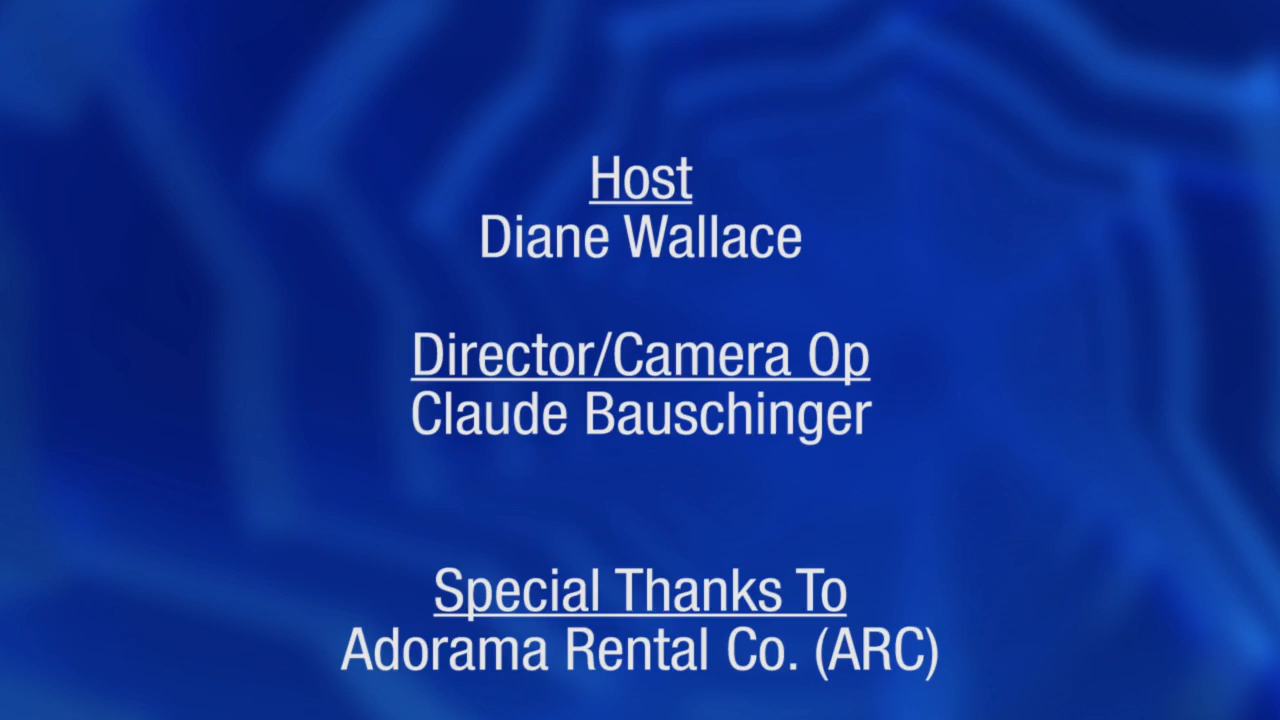 Host
Diane Wallace
Director/Camera Op
Claude Bauschinger
Special Thanks To
Adorama Rental Co. (ARC)